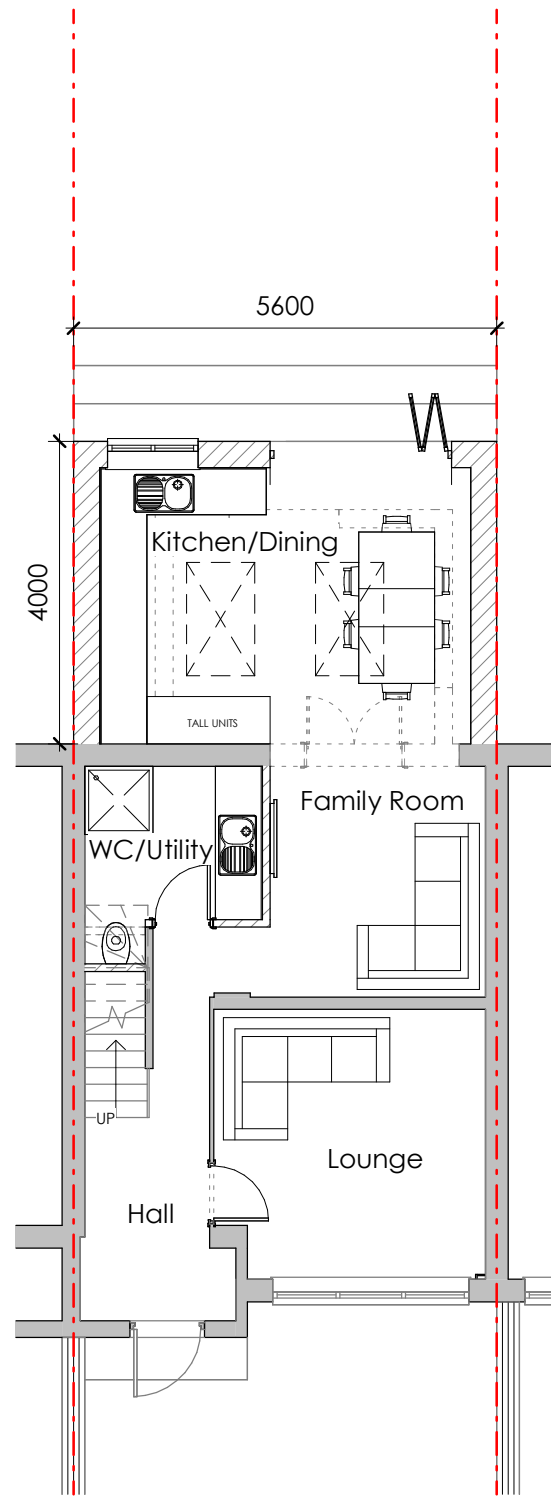 5600
4000
Kitchen/Dining
TALL UNITS
Family Room
WC/Utility
UP
Lounge
Hall